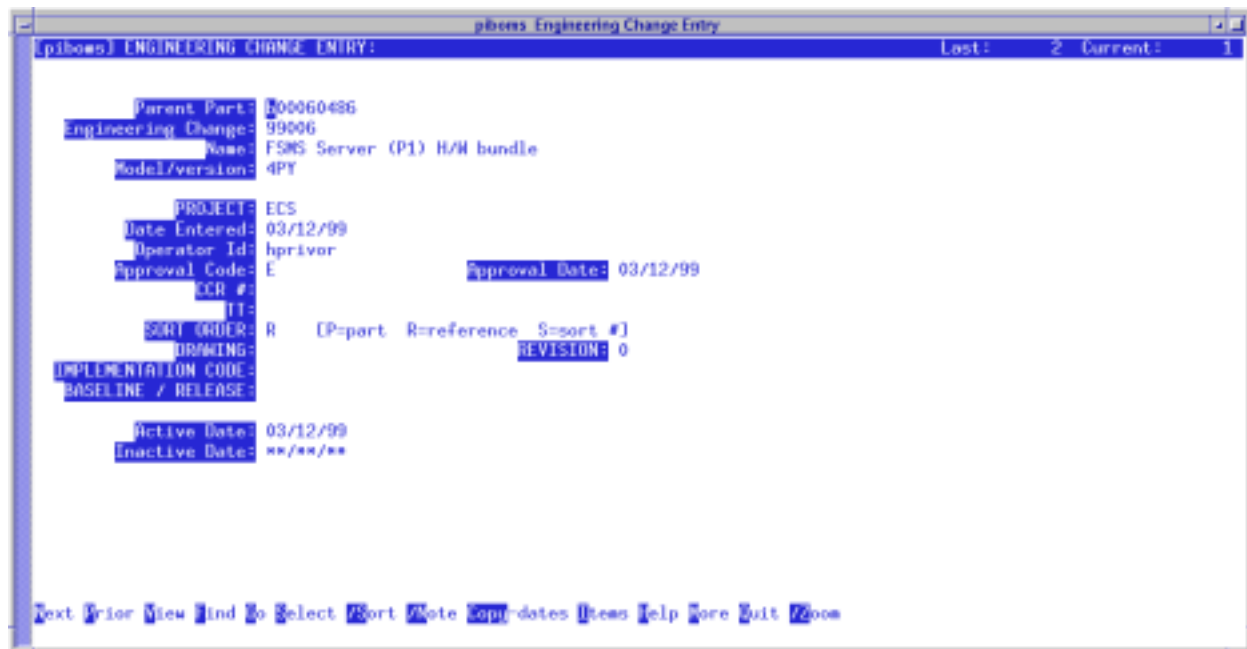 piboms Engineering Change Entry
[piboms] ENGINEERING CHANGE ENTRY: Last: 2 Current: 1
Parent Part: b00060486
Engineering Change: 99006
Name: FSMS Server (P1) H/W bundle
Model/version: 4PY
PROJECT: ECS
Date Entered: 03/12/99
Operator Id: hprivor
Approval Code: E Approval Date: 03/12/99
CCR #:
TT:
SORT ORDER: R [P=part R=reference S=sort #]
DRAWING: REVISION: 0
IMPLEMENTATION CODE:
BASELINE / RELEASE:
Active Date: 03/12/99
Inactive Date: **/**/**
Next Prior View Find Go Select /Sort /Note Copy-dates Items Help More Quit /Zoom